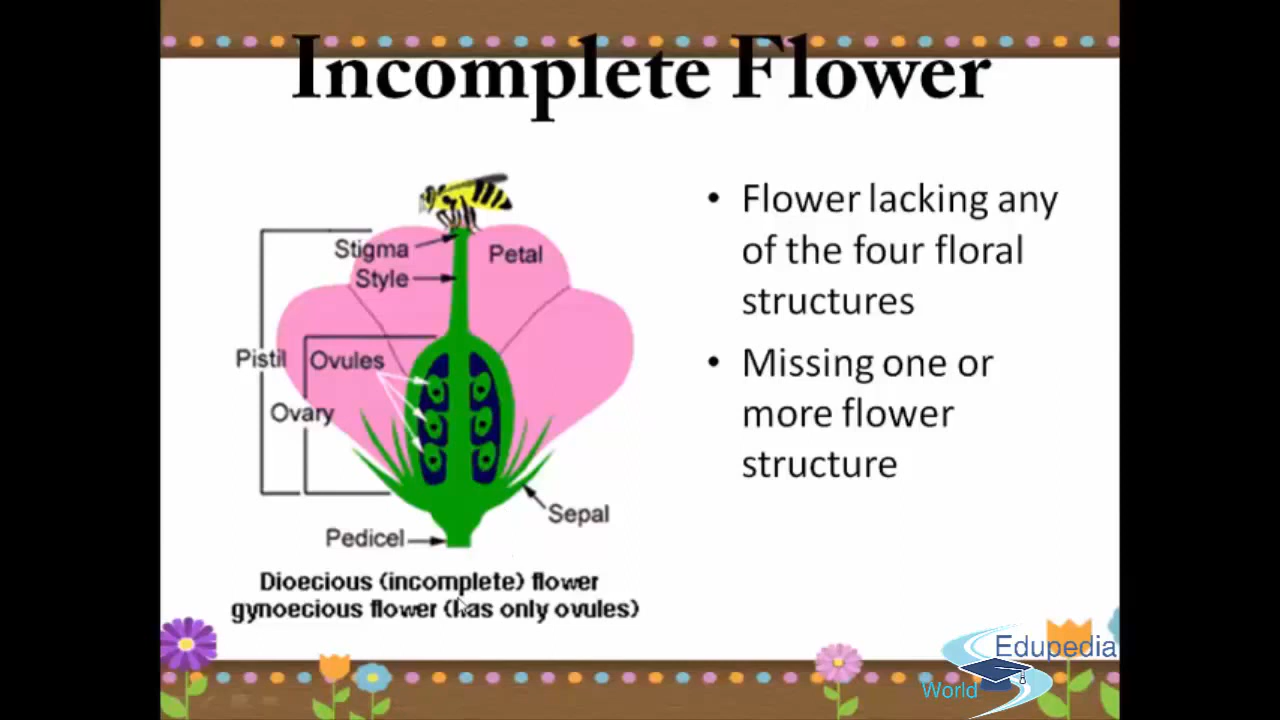 Incomplete Flower
Stigma
Petal
Style
Pistil
Ovules
Ovary
Sepal
Pedicel
Dioecious (incomplete) flower
gynoecious flower (has only ovules)
• Flower lacking any
of the four floral
structures
• Missing one or
more flower
structure
Edupedia
World